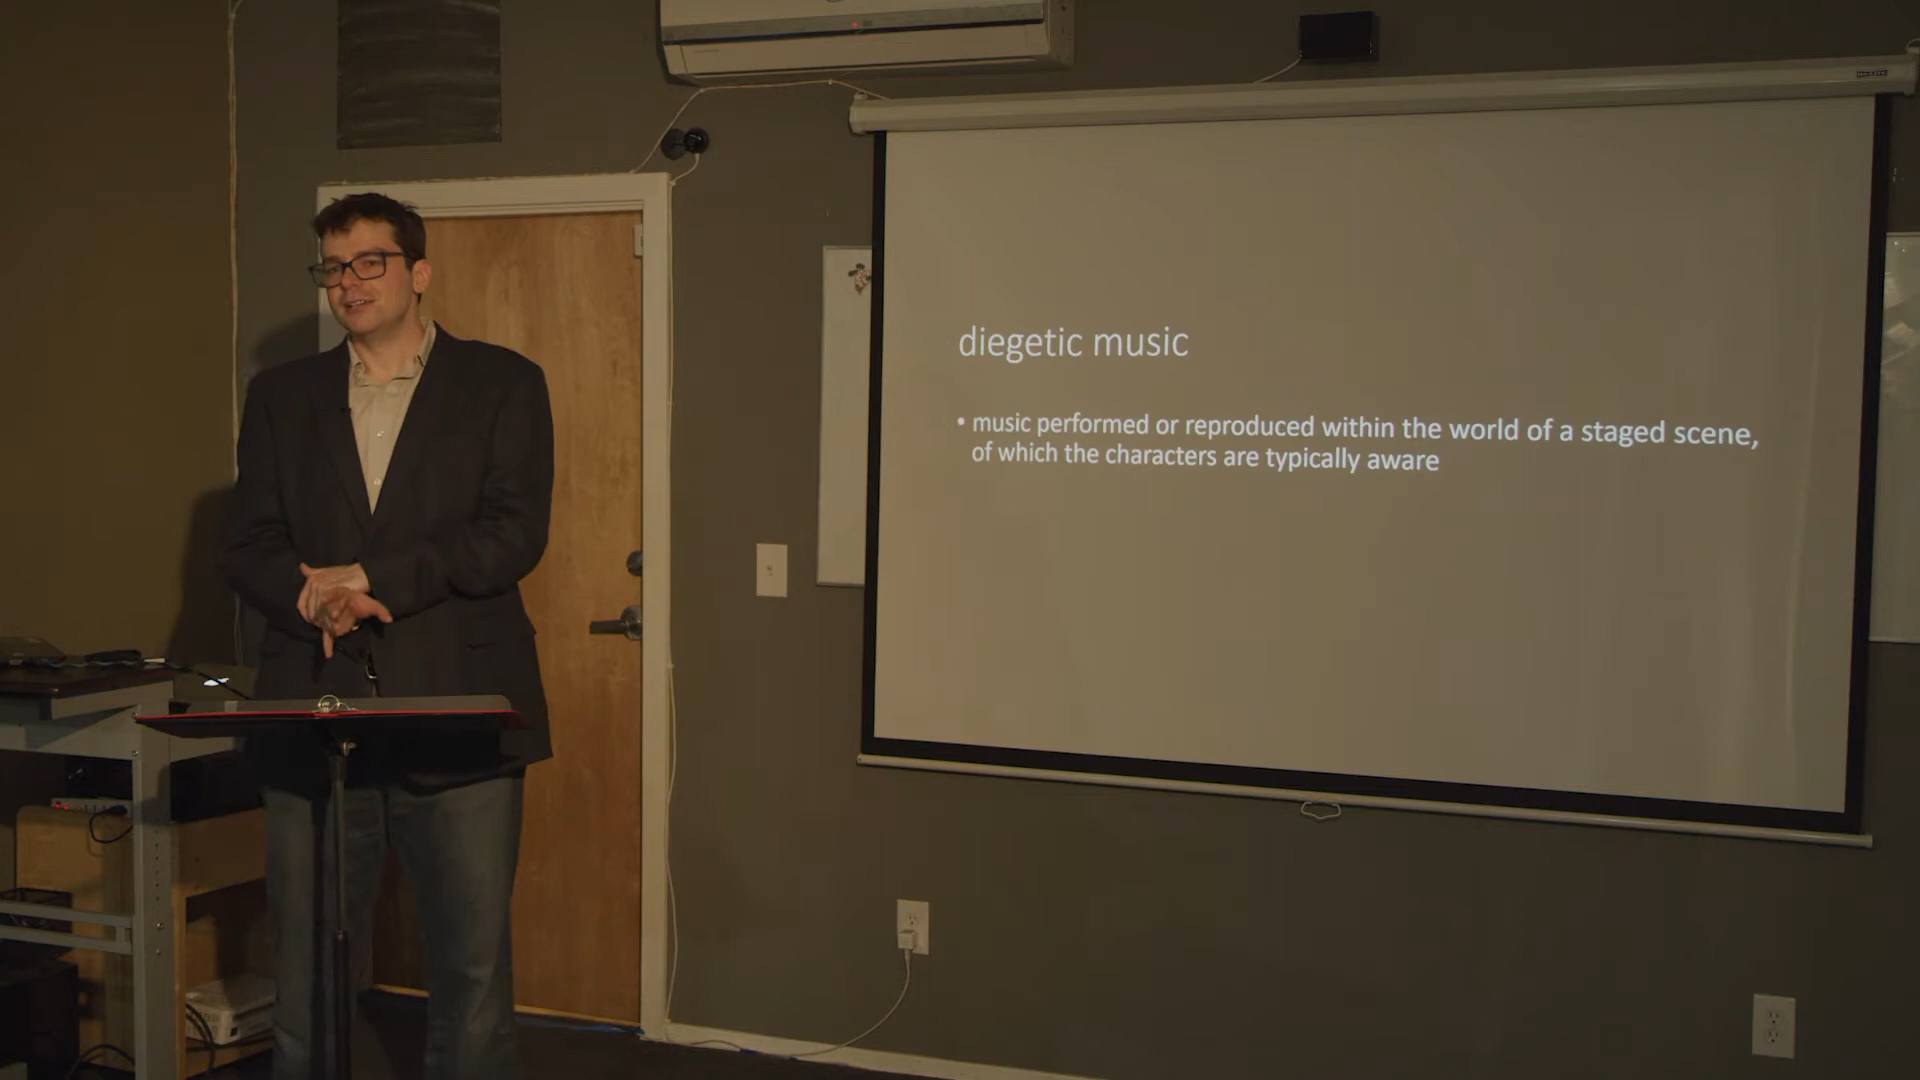 diegetic music
• music performed or reproduced within the world of a staged scene,
of which the characters are typically aware